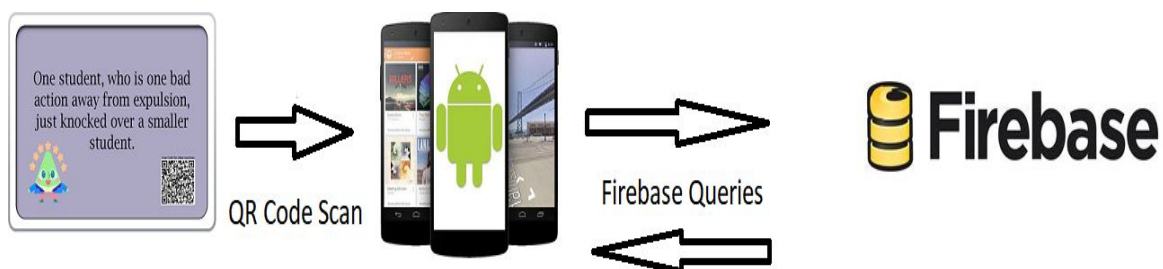 One student, who is one bad
action away from expulsion,
just knocked over a smaller
student.
QR Code Scan
Firebase Queries
Firebase